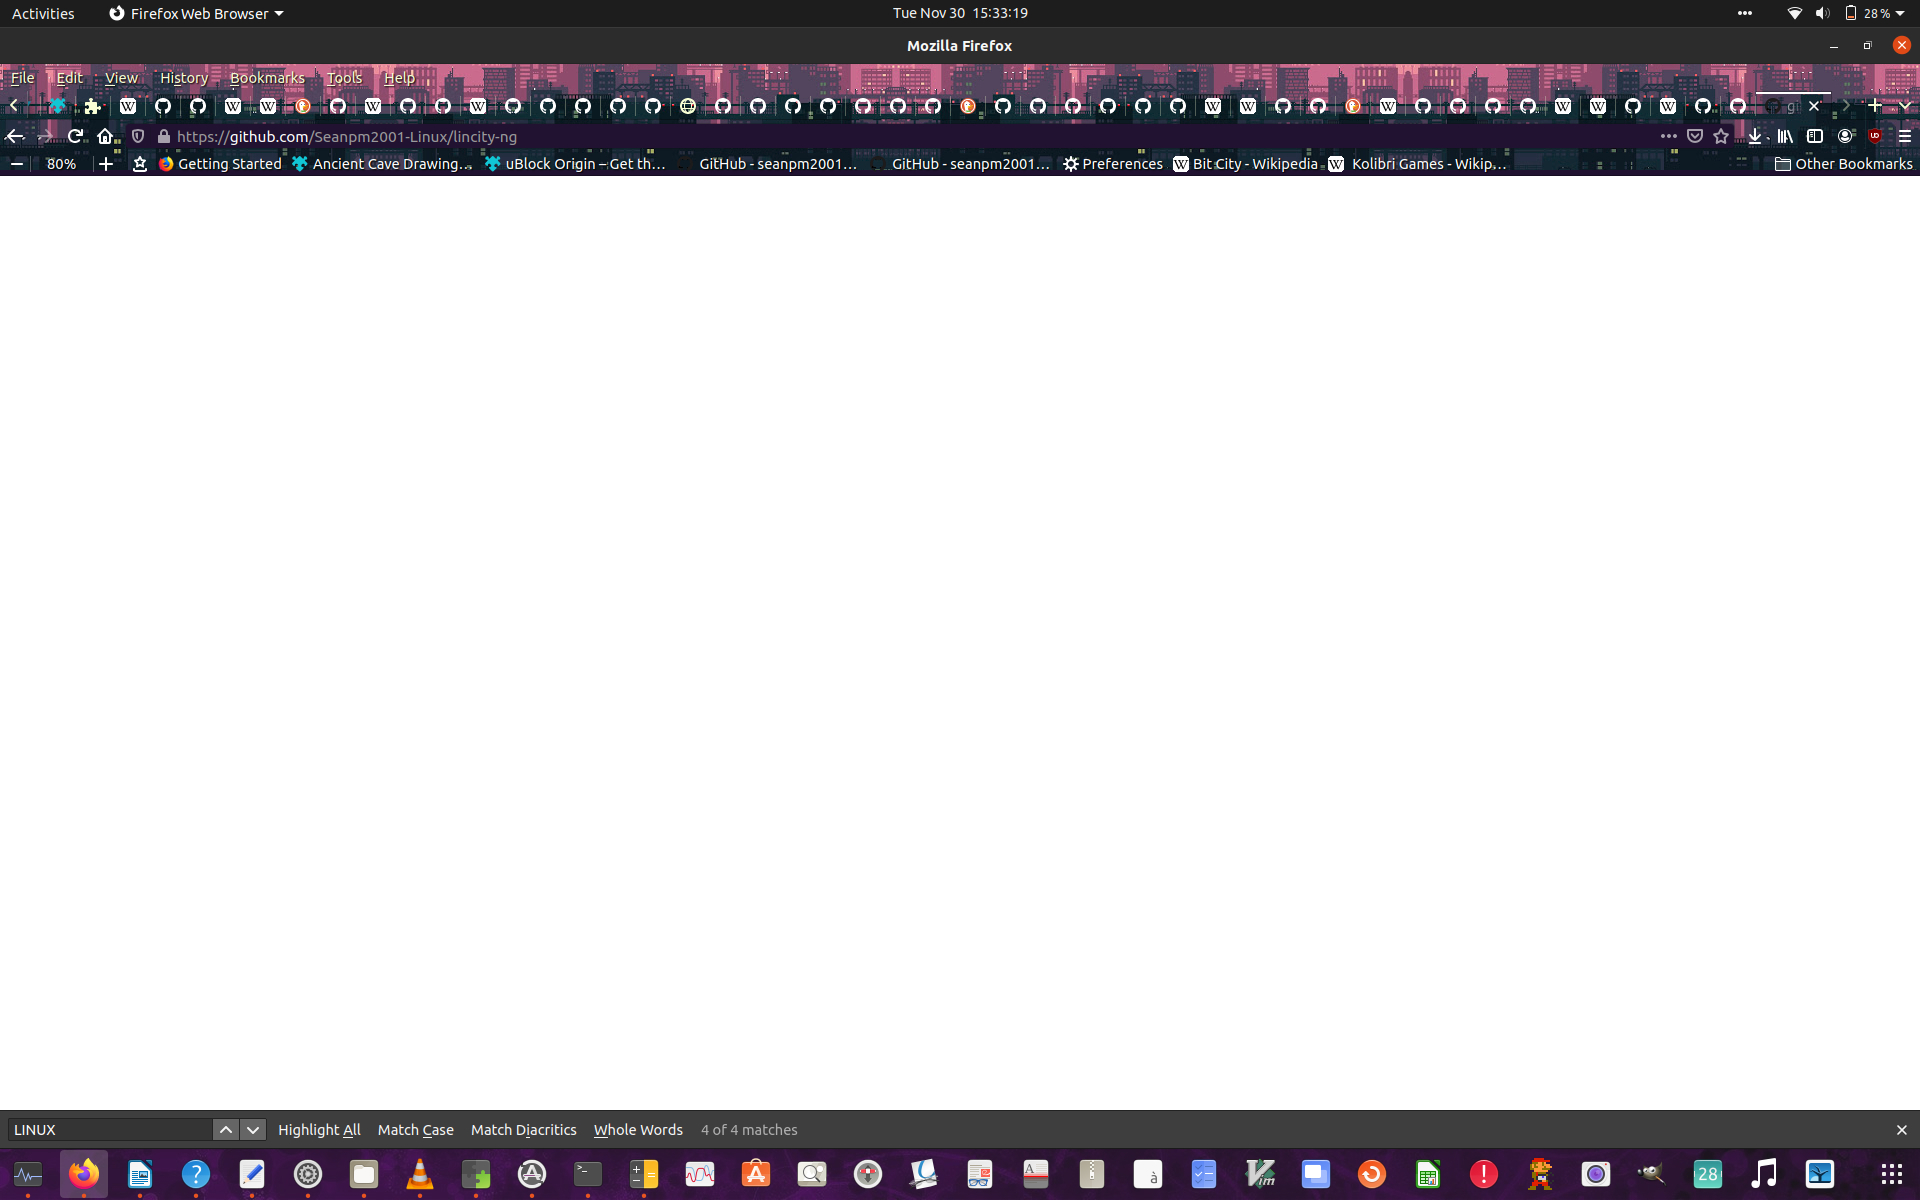 Activities Firefox Web Browser Tue Nov 30 15:33:19 28 %
Mozilla Firefox
File Edit View History Bookmarks Tools Help
gi
https://github.com/Seanpm2001-Linux/lincity-ng
80% Getting Started Ancient Cave Drawing… uBlock Origin – Get th… GitHub - seanpm2001… GitHub - seanpm2001… Preferences Bit City - Wikipedia Kolibri Games - Wikip… Other Bookmarks
LINUX Highlight All Match Case Match Diacritics Whole Words 4 of 4 matches
28